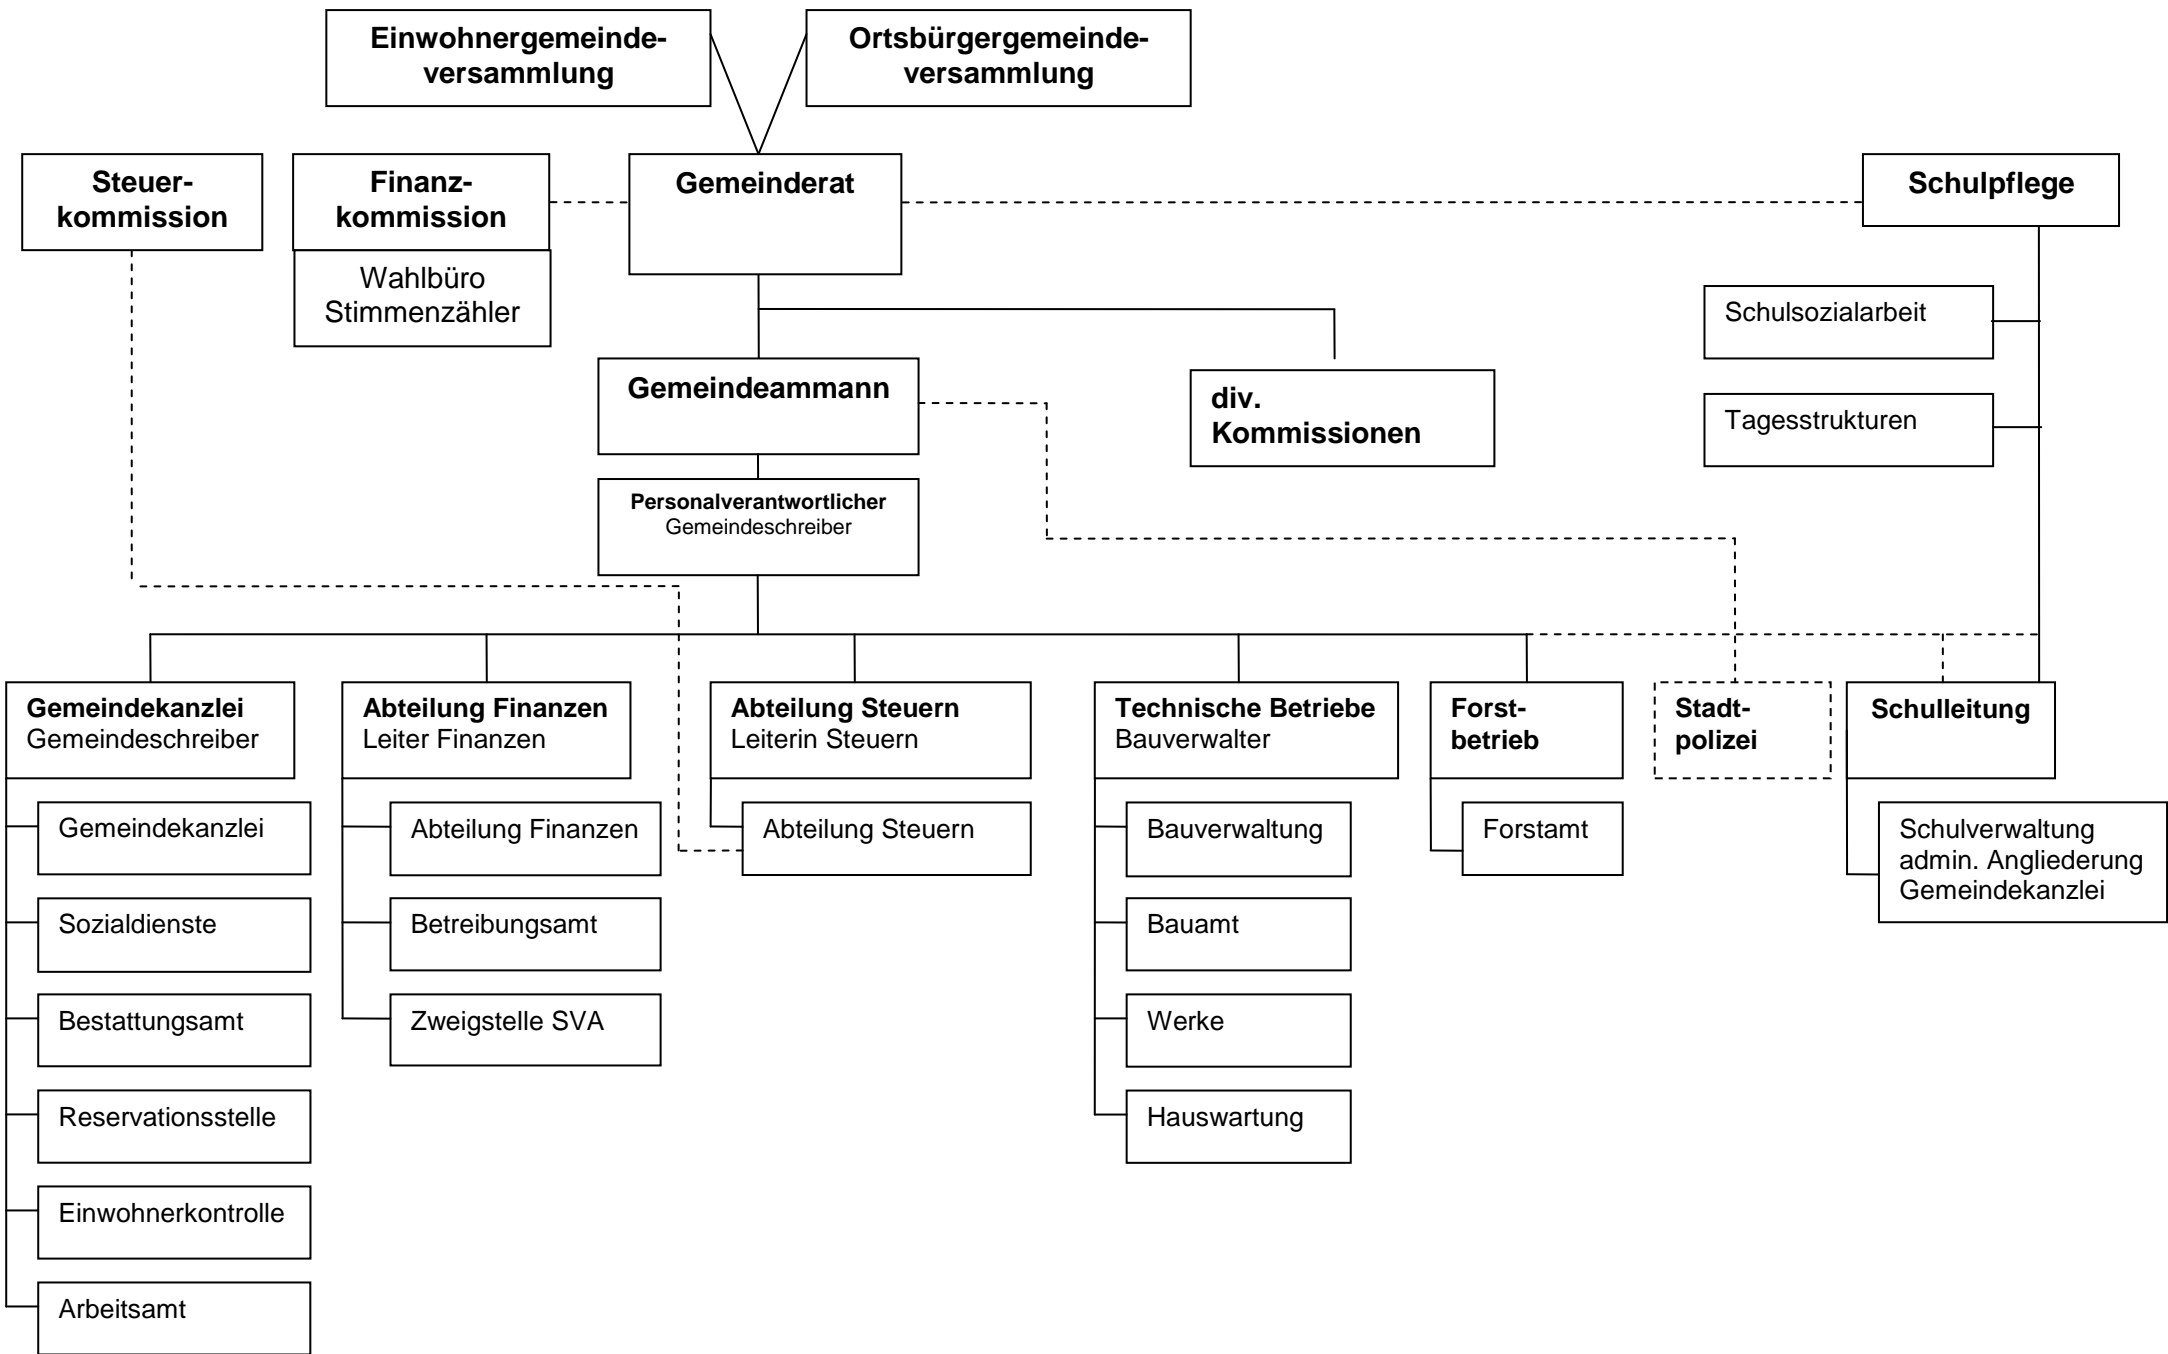 Einwohnergemeinde-
versammlung
Ortsbürgergemeinde-
versammlung
Steuer-
kommission
Finanz-
kommission
Wahlbüro
Stimmenzähler
Gemeinderat
Schulpflege
Schulsozialarbeit
Tagesstrukturen
Gemeindeammann
div.
Kommissionen
Personalverantwortlicher
Gemeindeschreiber
Gemeindekanzlei
Gemeindeschreiber
Abteilung Finanzen
Leiter Finanzen
Abteilung Steuern
Leiterin Steuern
Technische Betriebe
Bauverwalter
Forst-
betrieb
Stadt-
polizei
Schulleitung
Gemeindekanzlei
Sozialdienste
Bestattungsamt
Reservationsstelle
Einwohnerkontrolle
Arbeitsamt
Abteilung Finanzen
Betreibungsamt
Zweigstelle SVA
Abteilung Steuern
Bauverwaltung
Bauamt
Werke
Hauswartung
Forstamt
Schulverwaltung
admin. Angliederung
Gemeindekanzlei